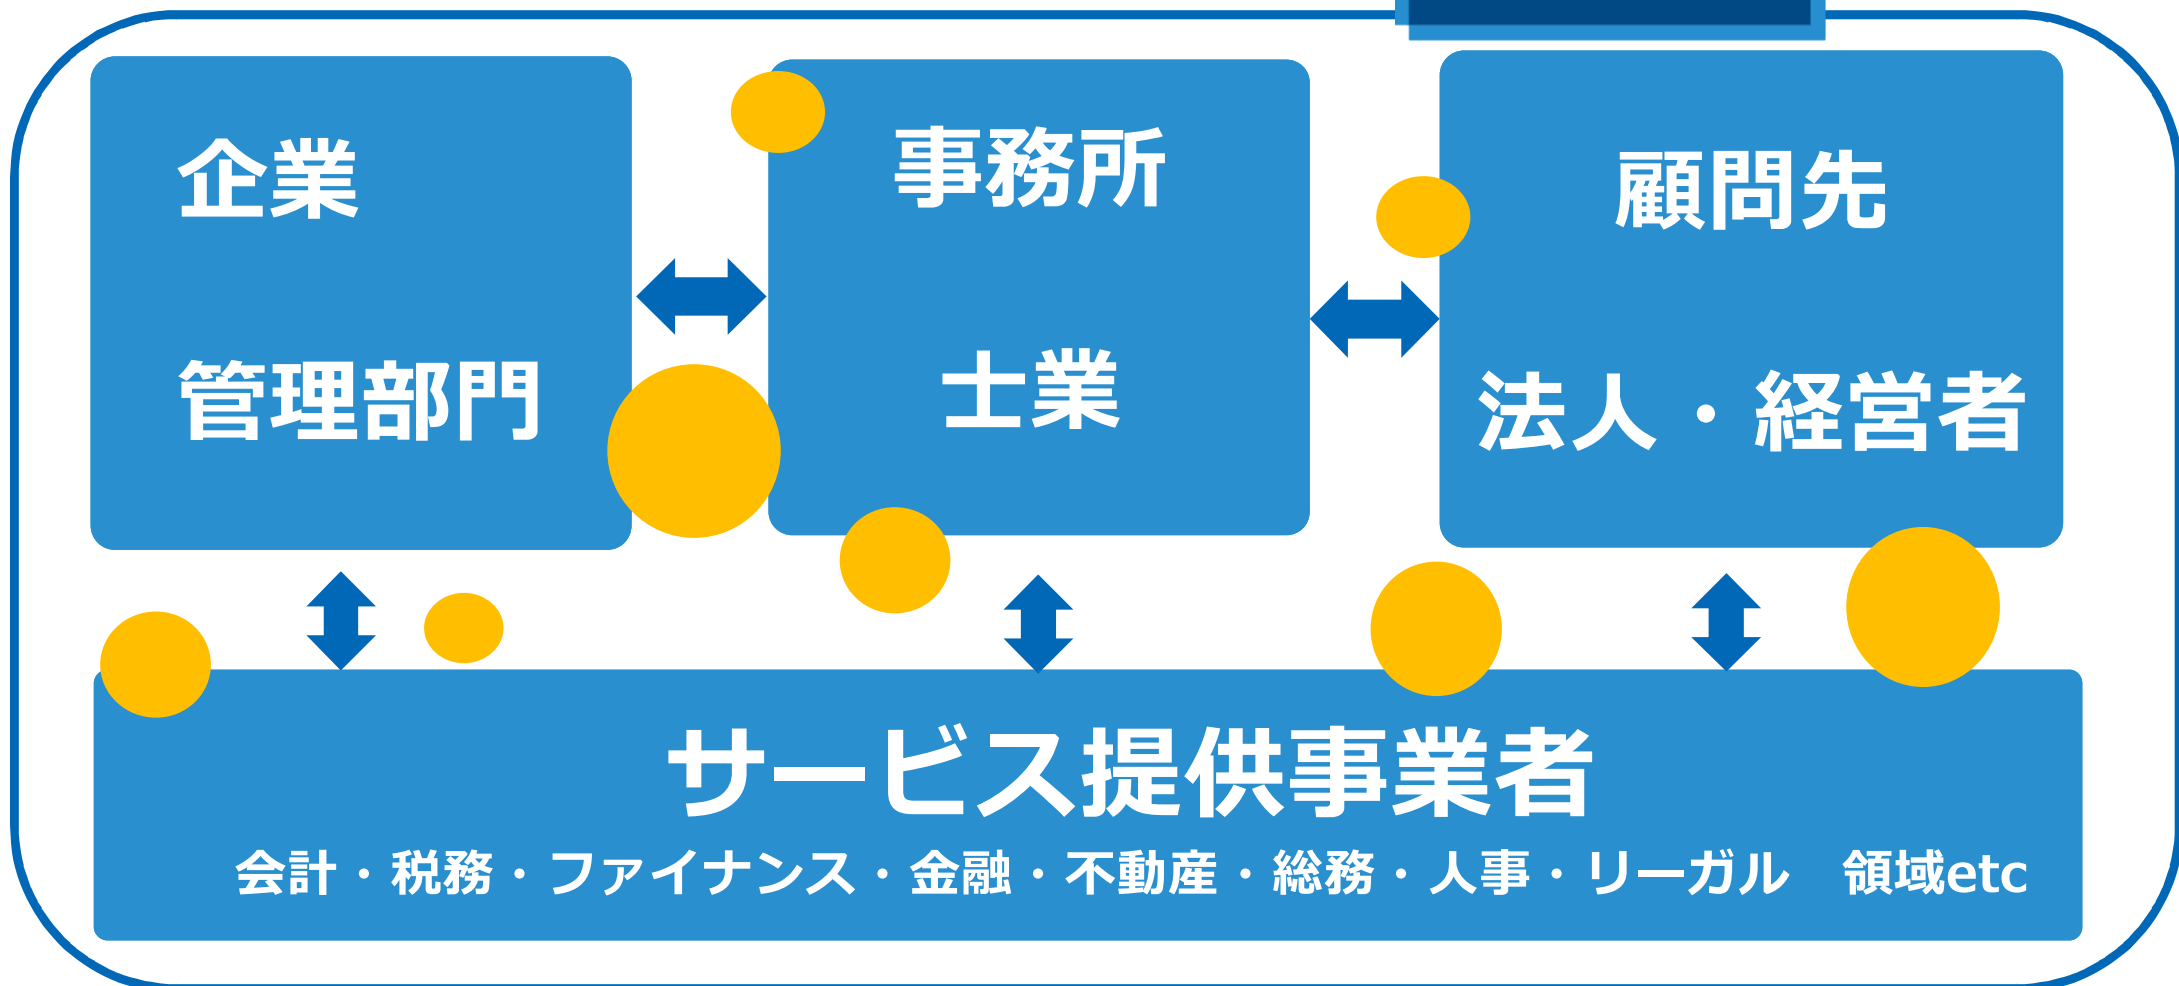 企業
管理部門
事務所
士業
顧問先
法人・経営者
サービス提供事業者
会計・税務・ファイナンス・金融・不動産・総務・人事・リーガル　領域etc